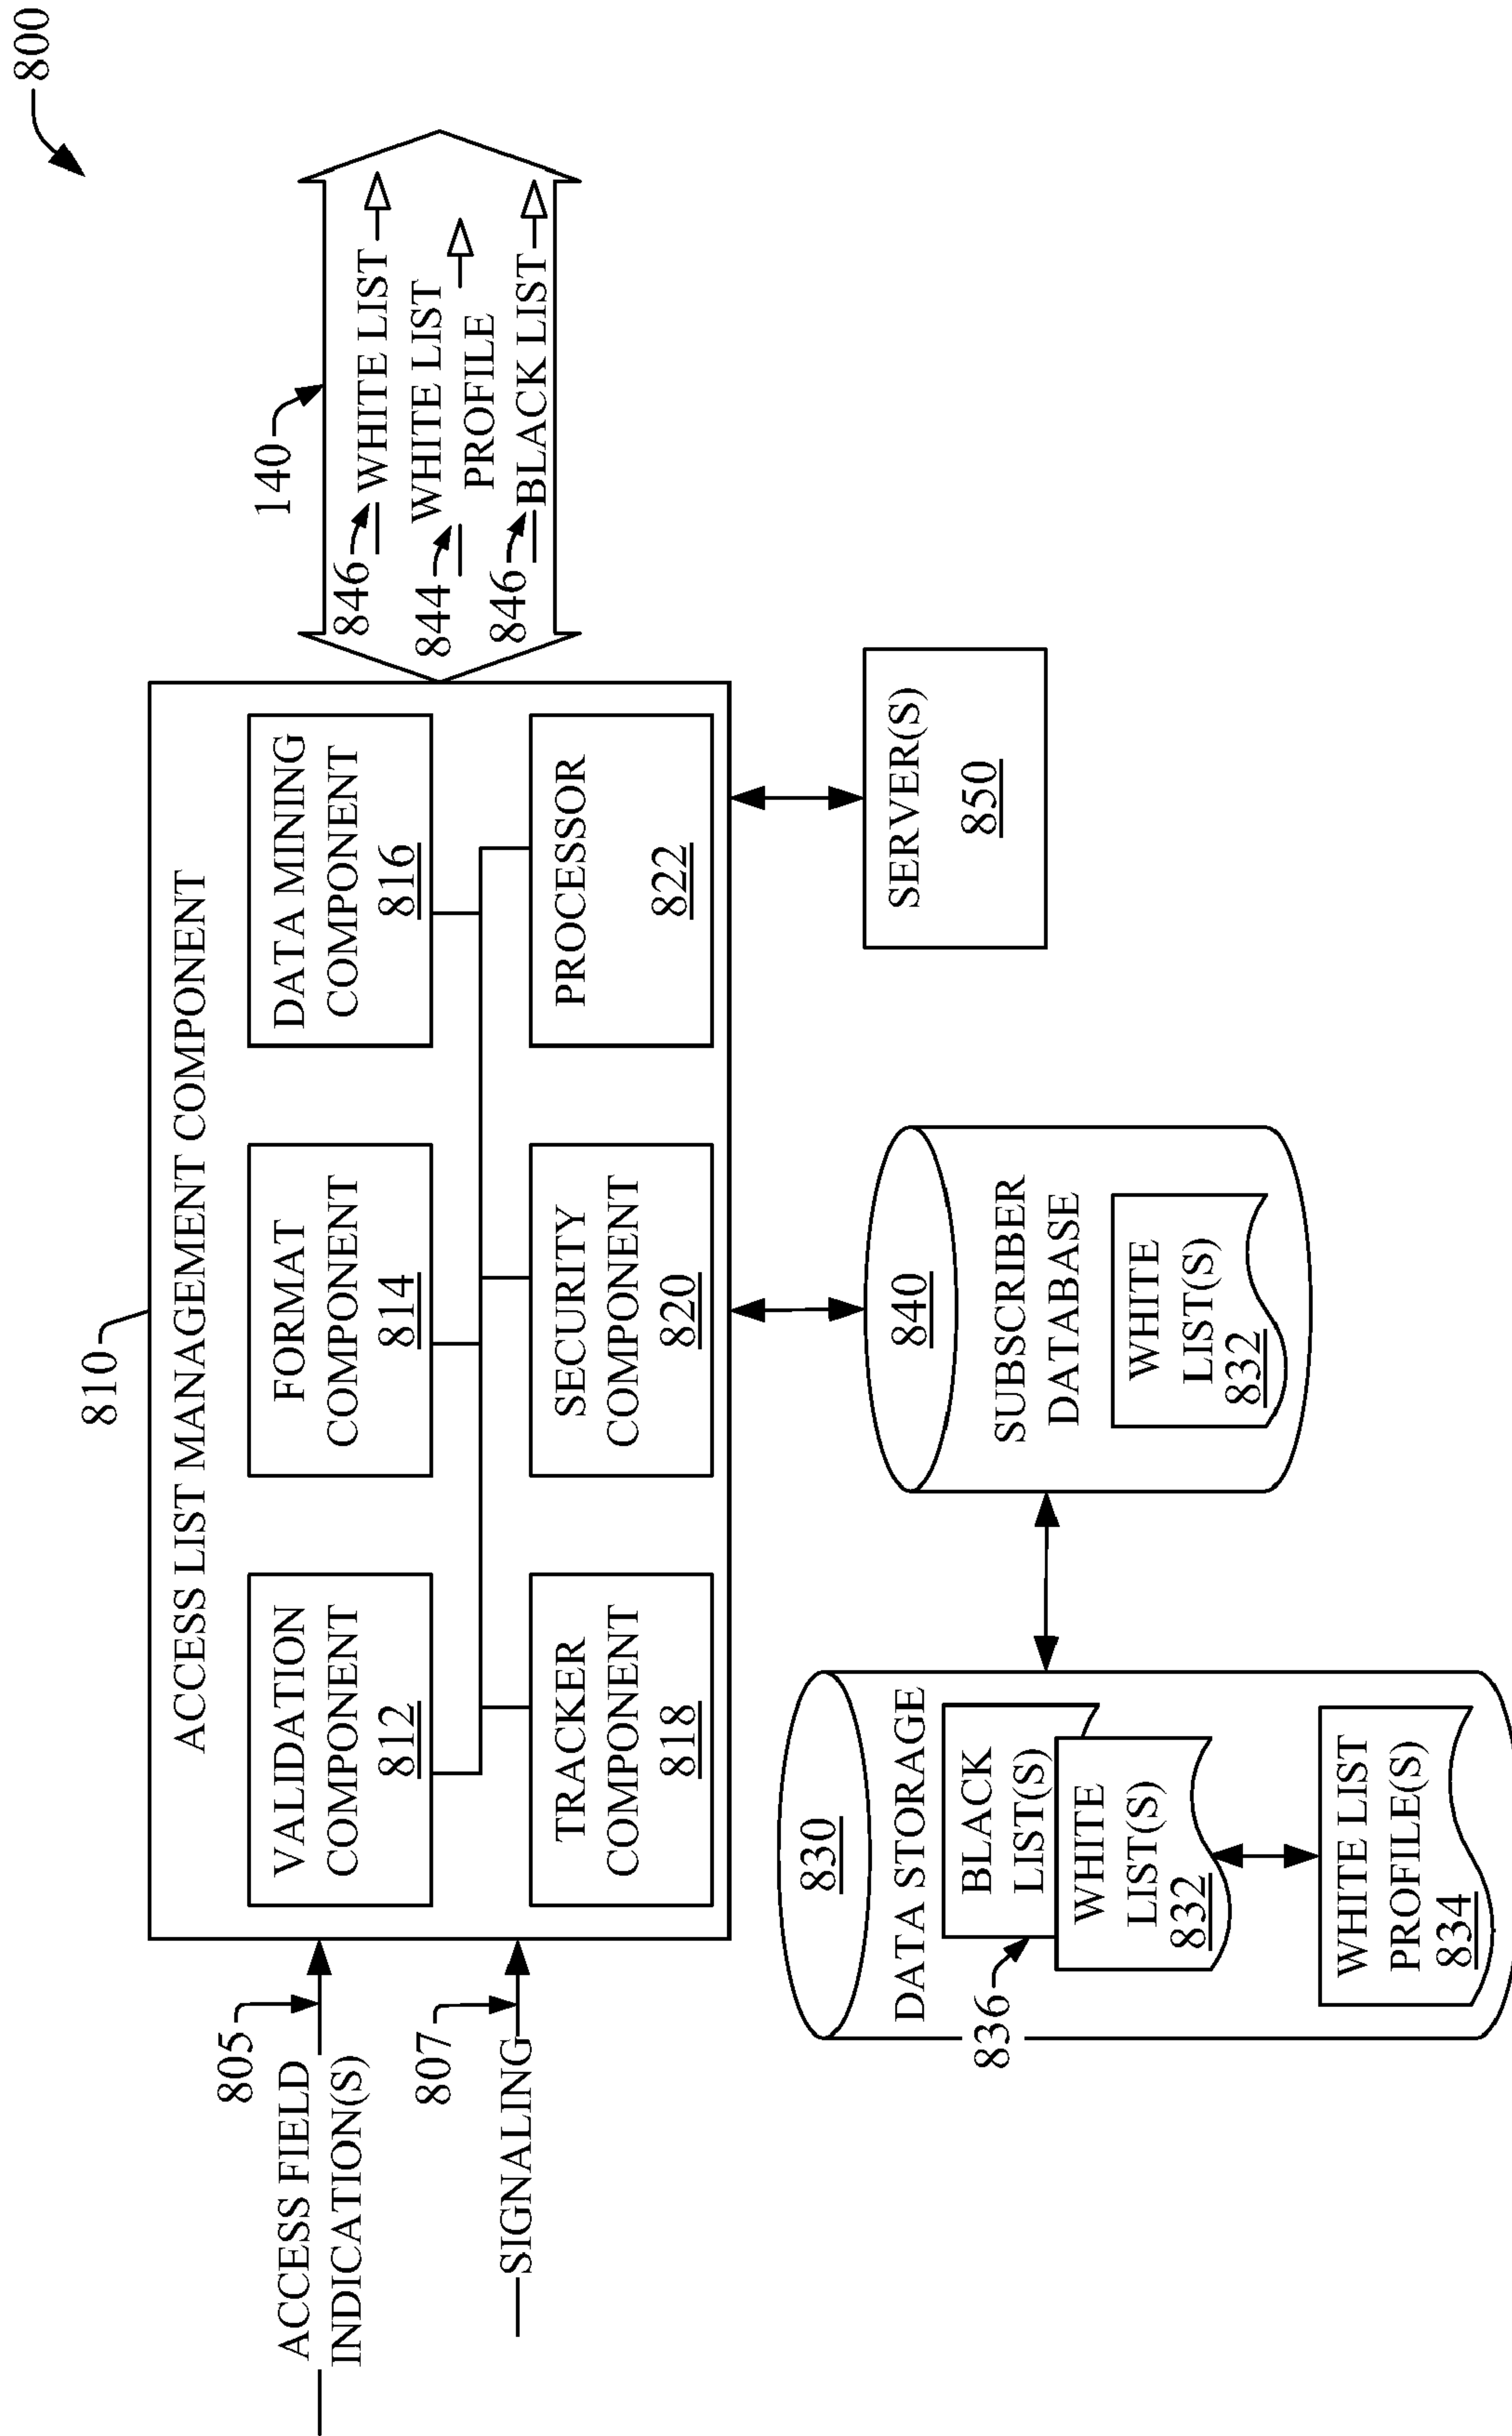 800
810
ACCESS LIST MANAGEMENT COMPONENT
140
805
ACCESS FIELD
INDICATION(S)
807
SIGNALING
VALIDATION
COMPONENT
812
FORMAT
COMPONENT
814
DATA MINING
COMPONENT
816
TRACKER
COMPONENT
818
SECURITY
COMPONENT
820
PROCESSOR
822
846
WHITE LIST
844
WHITE LIST
PROFILE
846
BLACK LIST
830
DATA STORAGE
836
BLACK
LIST(S)
WHITE
LIST(S)
832
WHITE LIST
PROFILE(S)
834
840
SUBSCRIBER
DATABASE
WHITE
LIST(S)
832
SERVER(S)
850